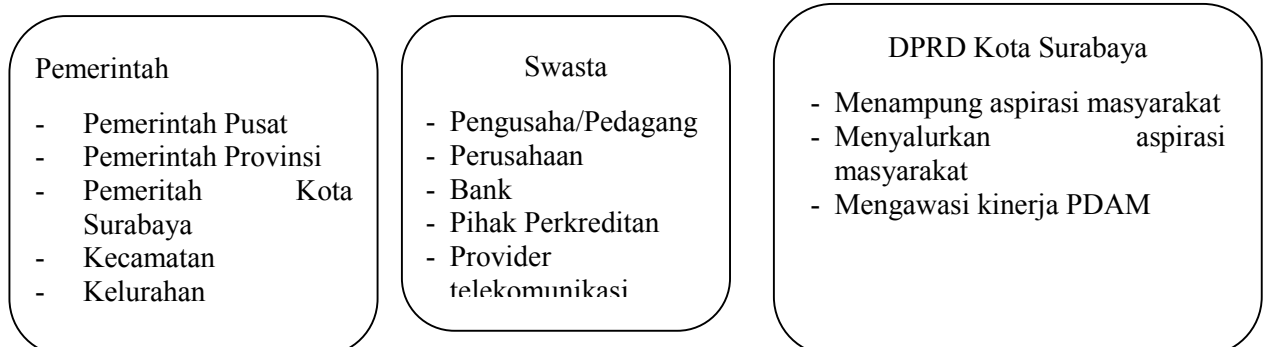 Pemerintah
- Pemerintah Pusat
- Pemerintah Provinsi
- Pemeritah Kota
Surabaya
- Kecamatan
- Kelurahan
Swasta
- Pengusaha/Pedagang
- Perusahaan
- Bank
- Pihak Perkreditan
- Provider
telekomunikasi
DPRD Kota Surabaya
- Menampung aspirasi masyarakat
- Menyalurkan aspirasi
masyarakat
- Mengawasi kinerja PDAM